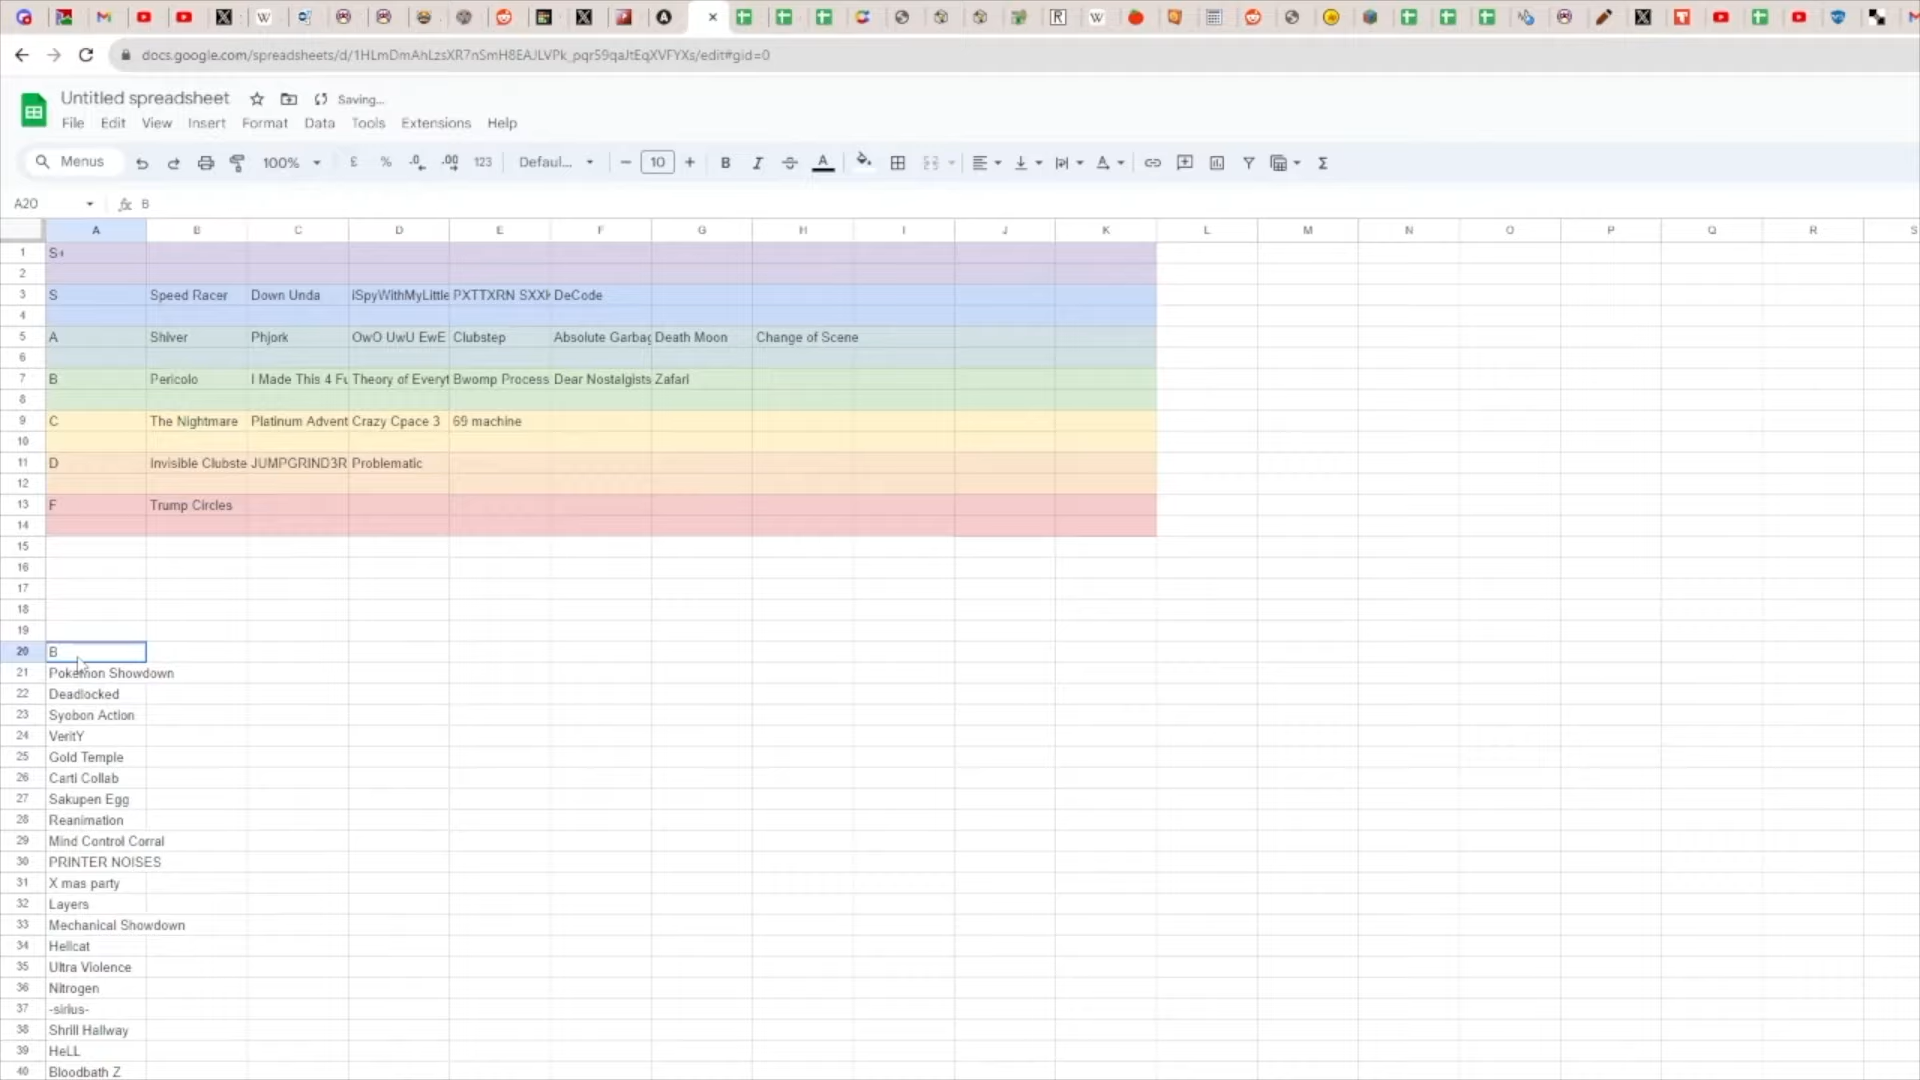 docs.google.com/spreadsheets/d/1HLmDmAhLzsXR7nSmH8EAJLVPk_pqr59qaJtEqXVFYXs/edit#gid=0
Untitled spreadsheet Saving...
File Edit View Insert Format Data Tools Extensions Help
Menus 100% £ % .0 .00 123 Defaul... − 10 + B I A Σ
A20 fx B
A B C D E F G H I J K L M N O P Q R S
1 S+
2
3 S Speed Racer Down Unda iSpyWithMyLittle PXTTXRN SXXI DeCode
4
5 A Shiver Phjork OwO UwU EwE Clubstep Absolute Garbag Death Moon Change of Scene
6
7 B Pericolo I Made This 4 Fu Theory of Everyt Bwomp Process Dear Nostalgists Zafari
8
9 C The Nightmare Platinum Advent Crazy Cpace 3 69 machine
10
11 D Invisible Clubste JUMPGRIND3R Problematic
12
13 F Trump Circles
14
15
16
17
18
19
20 B
21 Pokemon Showdown
22 Deadlocked
23 Syobon Action
24 VeritY
25 Gold Temple
26 Carti Collab
27 Sakupen Egg
28 Reanimation
29 Mind Control Corral
30 PRINTER NOISES
31 X mas party
32 Layers
33 Mechanical Showdown
34 Hellcat
35 Ultra Violence
36 Nitrogen
37 -sirius-
38 Shrill Hallway
39 HeLL
40 Bloodbath Z